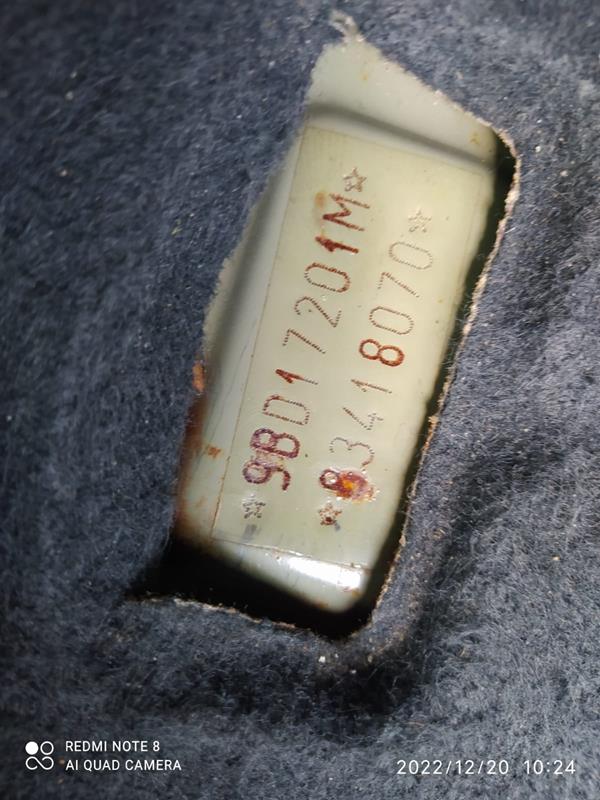 ☆9BD17201M☆
☆83418070☆
REDMI NOTE 8
AI QUAD CAMERA
2022/12/20 10:24